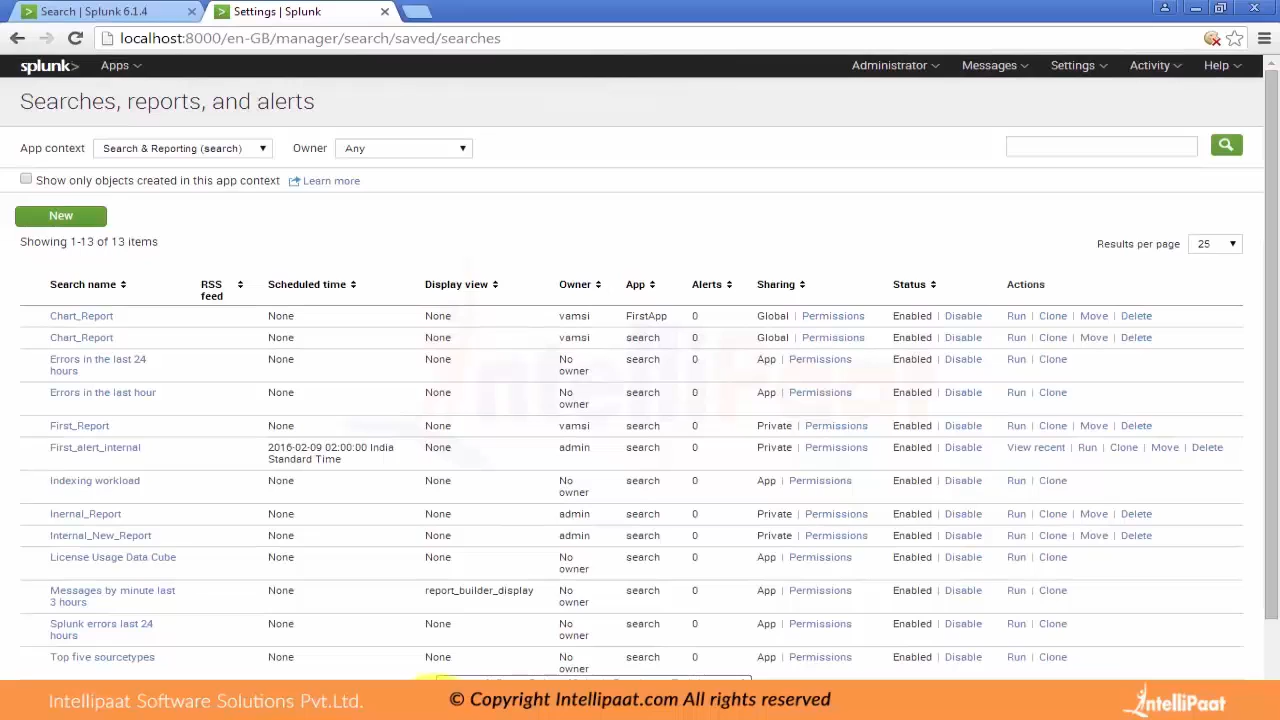 Search | Splunk 6.1.4
Settings | Splunk
localhost:8000/en-GB/manager/search/saved/searches
splunk> Apps Administrator Messages Settings Activity Help
Searches, reports, and alerts
App context Search & Reporting (search) Owner Any
Show only objects created in this app context Learn more
New
Showing 1-13 of 13 items
Results per page 25
Search name RSS feed Scheduled time Display view Owner App Alerts Sharing Status Actions
Chart_Report None None vamsi FirstApp 0 Global | Permissions Enabled | Disable Run | Clone | Move | Delete
Chart_Report None None vamsi search 0 Global | Permissions Enabled | Disable Run | Clone | Move | Delete
Errors in the last 24 hours None None No owner search 0 App | Permissions Enabled | Disable Run | Clone
Errors in the last hour None None No owner search 0 App | Permissions Enabled | Disable Run | Clone
First_Report None None vamsi search 0 Private | Permissions Enabled | Disable Run | Clone | Move | Delete
First_alert_internal 2016-02-09 02:00:00 India Standard Time None admin search 0 Private | Permissions Enabled | Disable View recent | Run | Clone | Move | Delete
Indexing workload None None No owner search 0 App | Permissions Enabled | Disable Run | Clone
Inernal_Report None None admin search 0 Private | Permissions Enabled | Disable Run | Clone | Move | Delete
Internal_New_Report None None admin search 0 Private | Permissions Enabled | Disable Run | Clone | Move | Delete
License Usage Data Cube None None No owner search 0 App | Permissions Enabled | Disable Run | Clone
Messages by minute last 3 hours None report_builder_display No owner search 0 App | Permissions Enabled | Disable Run | Clone
Splunk errors last 24 hours None None No owner search 0 App | Permissions Enabled | Disable Run | Clone
Top five sourcetypes None None No owner search 0 App | Permissions Enabled | Disable Run | Clone
Intellipaat Software Solutions Pvt.Ltd. © Copyright Intellipaat.com All rights reserved IntelliPaat